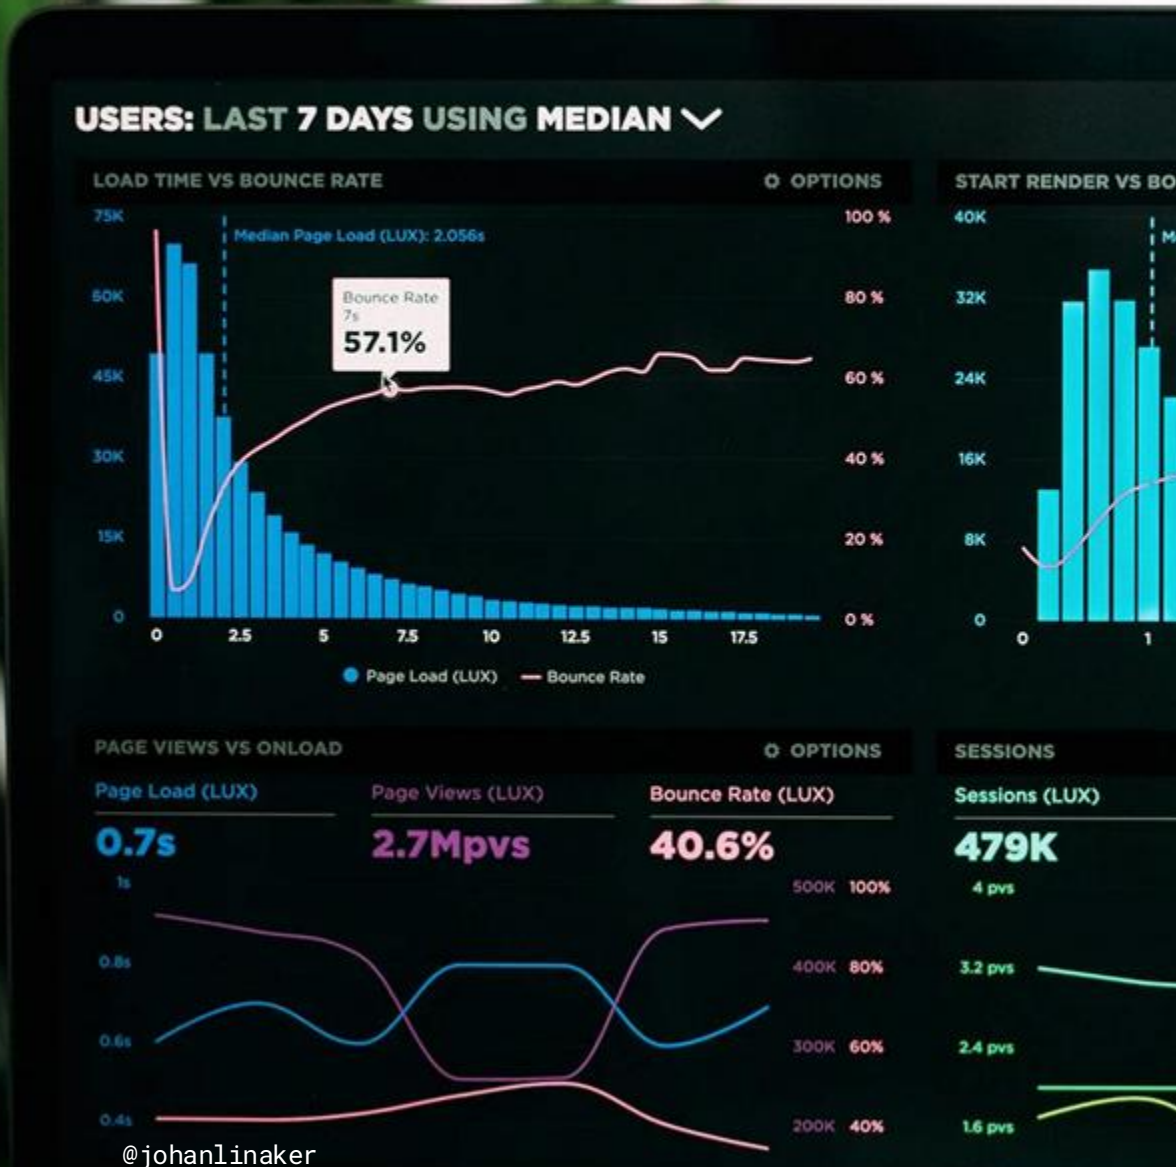 USERS: LAST 7 DAYS USING MEDIAN
LOAD TIME VS BOUNCE RATE
OPTIONS
75K
60K
45K
30K
15K
0
Median Page Load (LUX): 2.056s
Bounce Rate
7s
57.1%
100 %
80 %
60 %
40 %
20 %
0 %
0 2.5 5 7.5 10 12.5 15 17.5
Page Load (LUX) Bounce Rate
START RENDER VS BO
40K
32K
24K
16K
8K
0
M
0 1
PAGE VIEWS VS ONLOAD
OPTIONS
Page Load (LUX)
0.7s
Page Views (LUX)
2.7Mpvs
Bounce Rate (LUX)
40.6%
1s
0.8s
0.6s
0.4s
500K 100%
400K 80%
300K 60%
200K 40%
SESSIONS
Sessions (LUX)
479K
4 pvs
3.2 pvs
2.4 pvs
1.6 pvs
@johanlinaker